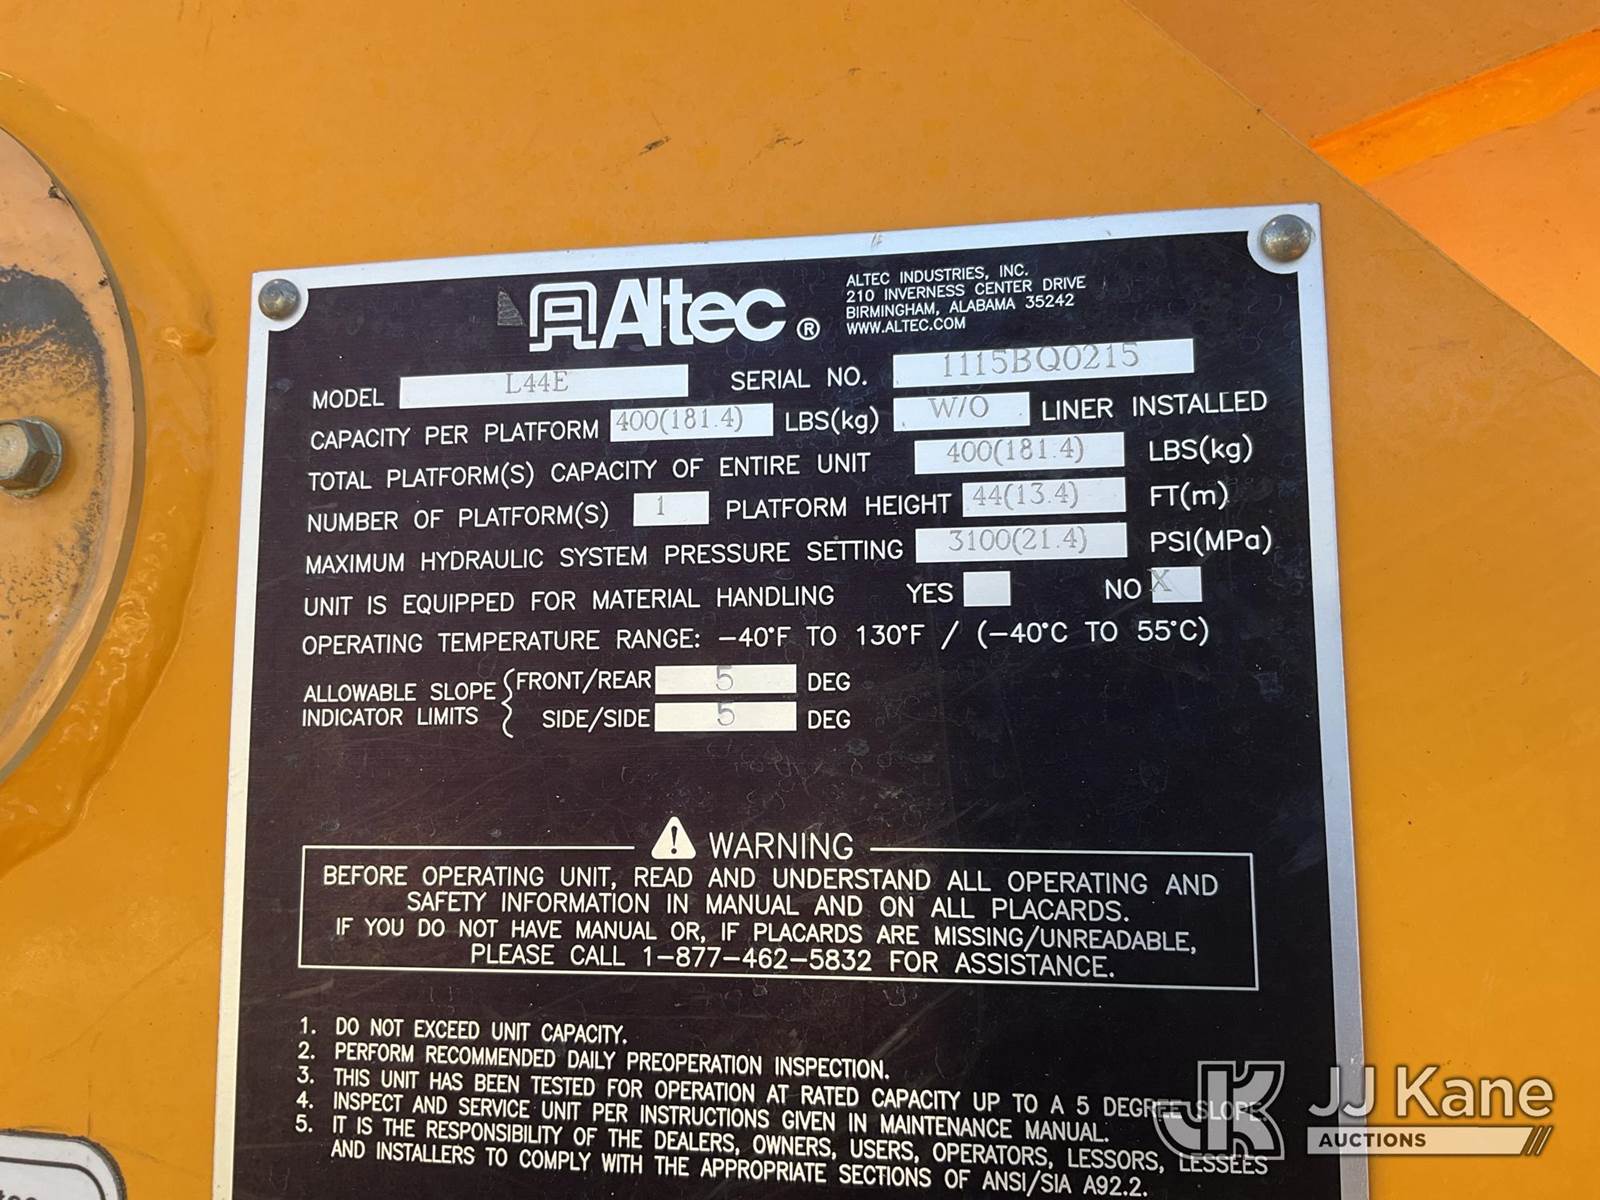 Altec ®
ALTEC INDUSTRIES, INC.
210 INVERNESS CENTER DRIVE
BIRMINGHAM, ALABAMA 35242
WWW.ALTEC.COM
MODEL L44E SERIAL NO. 1115BQ0215
CAPACITY PER PLATFORM 400(181.4) LBS(kg) W/O LINER INSTALLED
TOTAL PLATFORM(S) CAPACITY OF ENTIRE UNIT 400(181.4) LBS(kg)
NUMBER OF PLATFORM(S) 1 PLATFORM HEIGHT 44(13.4) FT(m)
MAXIMUM HYDRAULIC SYSTEM PRESSURE SETTING 3100(21.4) PSI(MPa)
UNIT IS EQUIPPED FOR MATERIAL HANDLING YES NO X
OPERATING TEMPERATURE RANGE: -40°F TO 130°F / (-40°C TO 55°C)
ALLOWABLE SLOPE INDICATOR LIMITS
FRONT/REAR 5 DEG
SIDE/SIDE 5 DEG
! WARNING
BEFORE OPERATING UNIT, READ AND UNDERSTAND ALL OPERATING AND
SAFETY INFORMATION IN MANUAL AND ON ALL PLACARDS.
IF YOU DO NOT HAVE MANUAL OR, IF PLACARDS ARE MISSING/UNREADABLE,
PLEASE CALL 1-877-462-5832 FOR ASSISTANCE.
1. DO NOT EXCEED UNIT CAPACITY.
2. PERFORM RECOMMENDED DAILY PREOPERATION INSPECTION.
3. THIS UNIT HAS BEEN TESTED FOR OPERATION AT RATED CAPACITY UP TO A 5 DEGREE SLOPE.
4. INSPECT AND SERVICE UNIT PER INSTRUCTIONS GIVEN IN MAINTENANCE MANUAL.
5. IT IS THE RESPONSIBILITY OF THE DEALERS, OWNERS, USERS, OPERATORS, LESSORS, LESSEES
AND INSTALLERS TO COMPLY WITH THE APPROPRIATE SECTIONS OF ANSI/SIA A92.2.
JK JJ Kane
AUCTIONS